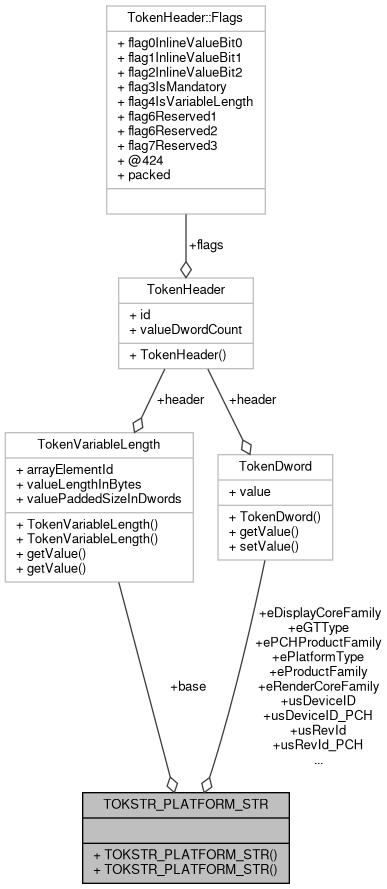 TokenHeader::Flags
+ flag0InlineValueBit0
+ flag1InlineValueBit1
+ flag2InlineValueBit2
+ flag3IsMandatory
+ flag4IsVariableLength
+ flag6Reserved1
+ flag6Reserved2
+ flag7Reserved3
+ @424
+ packed
+flags
TokenHeader
+ id
+ valueDwordCount
+ TokenHeader()
+header
+header
TokenVariableLength
+ arrayElementId
+ valueLengthInBytes
+ valuePaddedSizeInDwords
+ TokenVariableLength()
+ TokenVariableLength()
+ getValue()
+ getValue()
TokenDword
+ value
+ TokenDword()
+ getValue()
+ setValue()
+base
+eDisplayCoreFamily
+eGTType
+ePCHProductFamily
+ePlatformType
+eProductFamily
+eRenderCoreFamily
+usDeviceID
+usDeviceID_PCH
+usRevId
+usRevId_PCH
...
TOKSTR_PLATFORM_STR
+ TOKSTR_PLATFORM_STR()
+ TOKSTR_PLATFORM_STR()